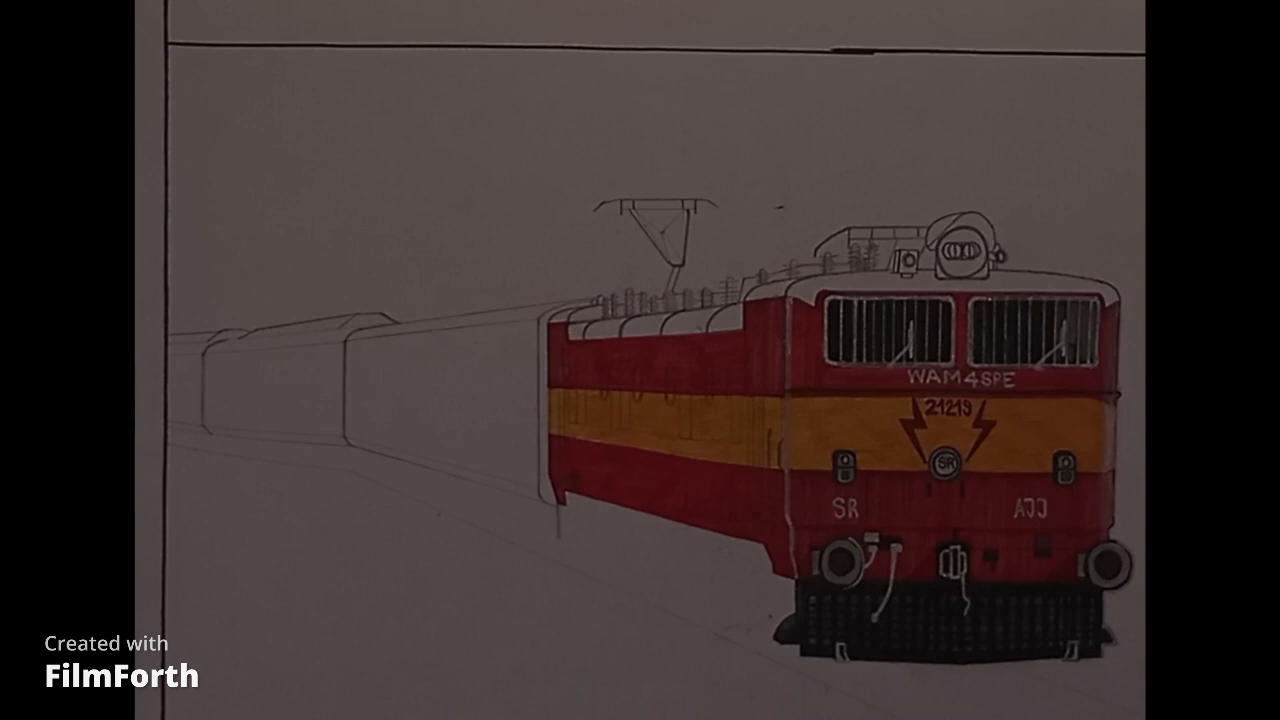 WAM4SPE
21219
SR
SR
AJJ
Created with
FilmForth